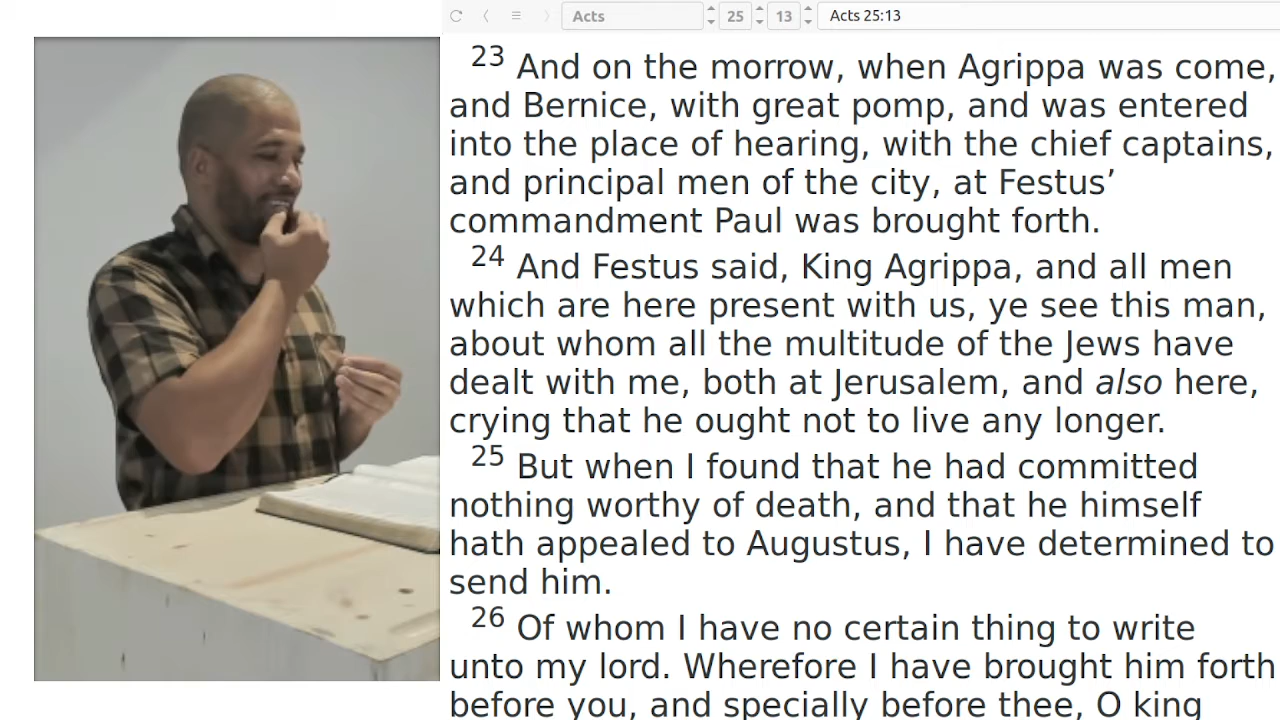 Acts 25 13 Acts 25:13
23 And on the morrow, when Agrippa was come,
and Bernice, with great pomp, and was entered
into the place of hearing, with the chief captains,
and principal men of the city, at Festus’
commandment Paul was brought forth.
24 And Festus said, King Agrippa, and all men
which are here present with us, ye see this man,
about whom all the multitude of the Jews have
dealt with me, both at Jerusalem, and also here,
crying that he ought not to live any longer.
25 But when I found that he had committed
nothing worthy of death, and that he himself
hath appealed to Augustus, I have determined to
send him.
26 Of whom I have no certain thing to write
unto my lord. Wherefore I have brought him forth
before you, and specially before thee, O king